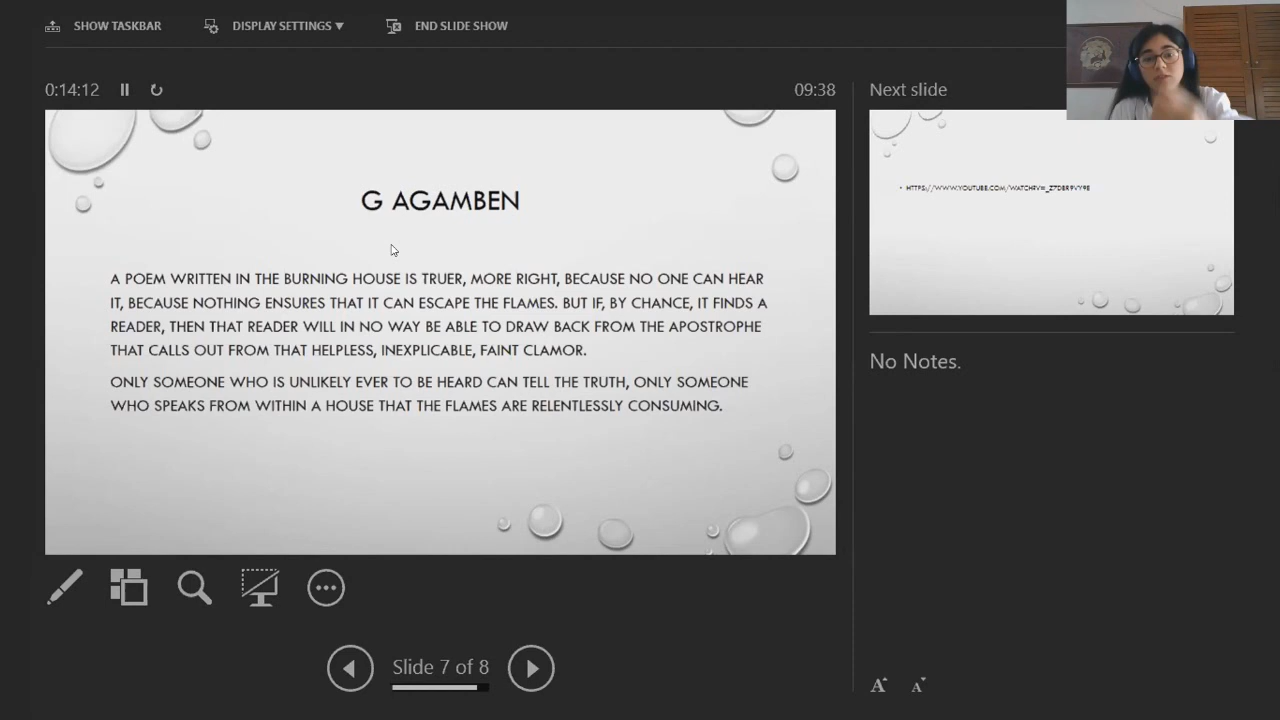 SHOW TASKBAR
DISPLAY SETTINGS ▼
END SLIDE SHOW
0:14:12
09:38
Next slide
G AGAMBEN
A POEM WRITTEN IN THE BURNING HOUSE IS TRUER, MORE RIGHT, BECAUSE NO ONE CAN HEAR
IT, BECAUSE NOTHING ENSURES THAT IT CAN ESCAPE THE FLAMES. BUT IF, BY CHANCE, IT FINDS A
READER, THEN THAT READER WILL IN NO WAY BE ABLE TO DRAW BACK FROM THE APOSTROPHE
THAT CALLS OUT FROM THAT HELPLESS, INEXPLICABLE, FAINT CLAMOR.
ONLY SOMEONE WHO IS UNLIKELY EVER TO BE HEARD CAN TELL THE TRUTH, ONLY SOMEONE
WHO SPEAKS FROM WITHIN A HOUSE THAT THE FLAMES ARE RELENTLESSLY CONSUMING.
No Notes.
Slide 7 of 8
A A